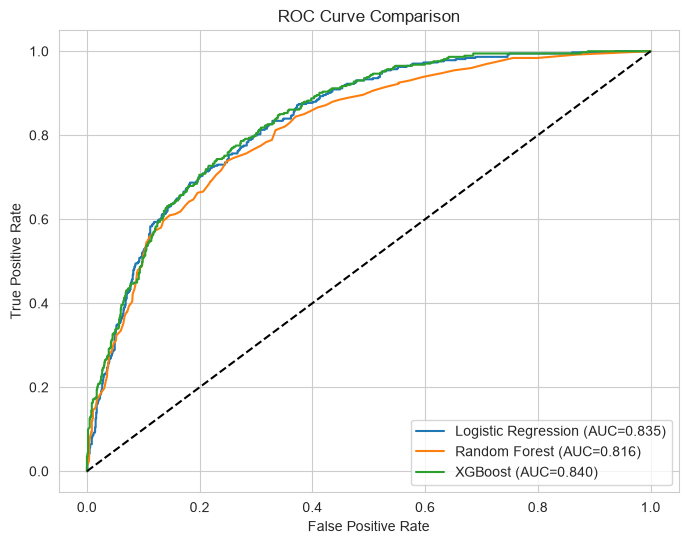 ROC Curve Comparison
True Positive Rate
1.0
0.8
0.6
0.4
0.2
0.0
Logistic Regression (AUC=0.835)
Random Forest (AUC=0.816)
XGBoost (AUC=0.840)
0.0 0.2 0.4 0.6 0.8 1.0
False Positive Rate